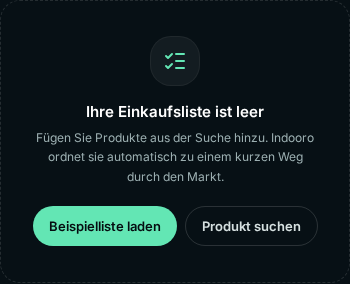 Ihre Einkaufsliste ist leer
Fügen Sie Produkte aus der Suche hinzu. Indooro
ordnet sie automatisch zu einem kurzen Weg
durch den Markt.
Beispielliste laden
Produkt suchen